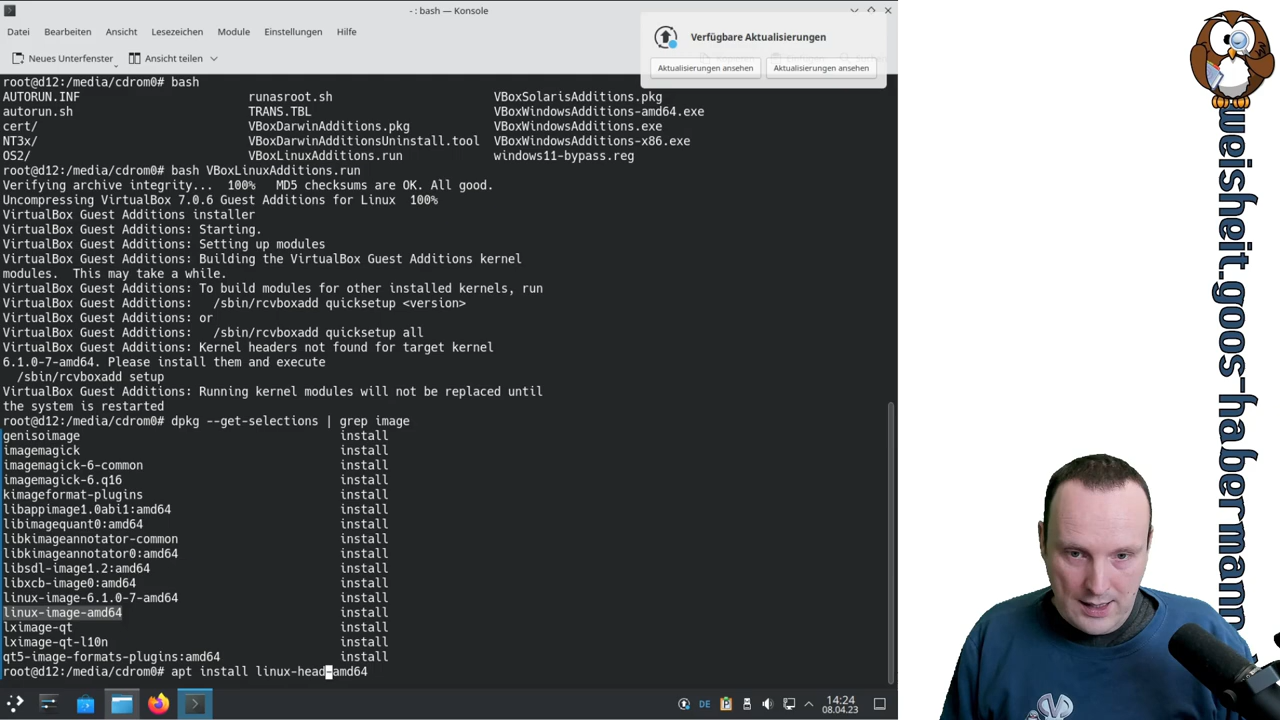 - : bash — Konsole
Datei Bearbeiten Ansicht Lesezeichen Module Einstellungen Hilfe
Neues Unterfenster Ansicht teilen
Verfügbare Aktualisierungen
Aktualisierungen ansehen Aktualisierungen ansehen
root@d12:/media/cdrom0# bash
AUTORUN.INF runasroot.sh VBoxSolarisAdditions.pkg
autorun.sh TRANS.TBL VBoxWindowsAdditions-amd64.exe
cert/ VBoxDarwinAdditions.pkg VBoxWindowsAdditions.exe
NT3x/ VBoxDarwinAdditionsUninstall.tool VBoxWindowsAdditions-x86.exe
OS2/ VBoxLinuxAdditions.run windows11-bypass.reg
root@d12:/media/cdrom0# bash VBoxLinuxAdditions.run
Verifying archive integrity... 100% MD5 checksums are OK. All good.
Uncompressing VirtualBox 7.0.6 Guest Additions for Linux 100%
VirtualBox Guest Additions installer
VirtualBox Guest Additions: Starting.
VirtualBox Guest Additions: Setting up modules
VirtualBox Guest Additions: Building the VirtualBox Guest Additions kernel
modules. This may take a while.
VirtualBox Guest Additions: To build modules for other installed kernels, run
VirtualBox Guest Additions: /sbin/rcvboxadd quicksetup <version>
VirtualBox Guest Additions: or
VirtualBox Guest Additions: /sbin/rcvboxadd quicksetup all
VirtualBox Guest Additions: Kernel headers not found for target kernel
6.1.0-7-amd64. Please install them and execute
/sbin/rcvboxadd setup
VirtualBox Guest Additions: Running kernel modules will not be replaced until
the system is restarted
root@d12:/media/cdrom0# dpkg --get-selections | grep image
genisoimage install
imagemagick install
imagemagick-6-common install
imagemagick-6.q16 install
kimageformat-plugins install
libappimage1.0abi1:amd64 install
libimagequant0:amd64 install
libkimageannotator-common install
libkimageannotator0:amd64 install
libsdl-image1.2:amd64 install
libxcb-image0:amd64 install
linux-image-6.1.0-7-amd64 install
linux-image-amd64 install
lximage-qt install
lximage-qt-l10n install
qt5-image-formats-plugins:amd64 install
root@d12:/media/cdrom0# apt install linux-head-amd64
DE
14:24
08.04.23
weisheit.goos-habermann